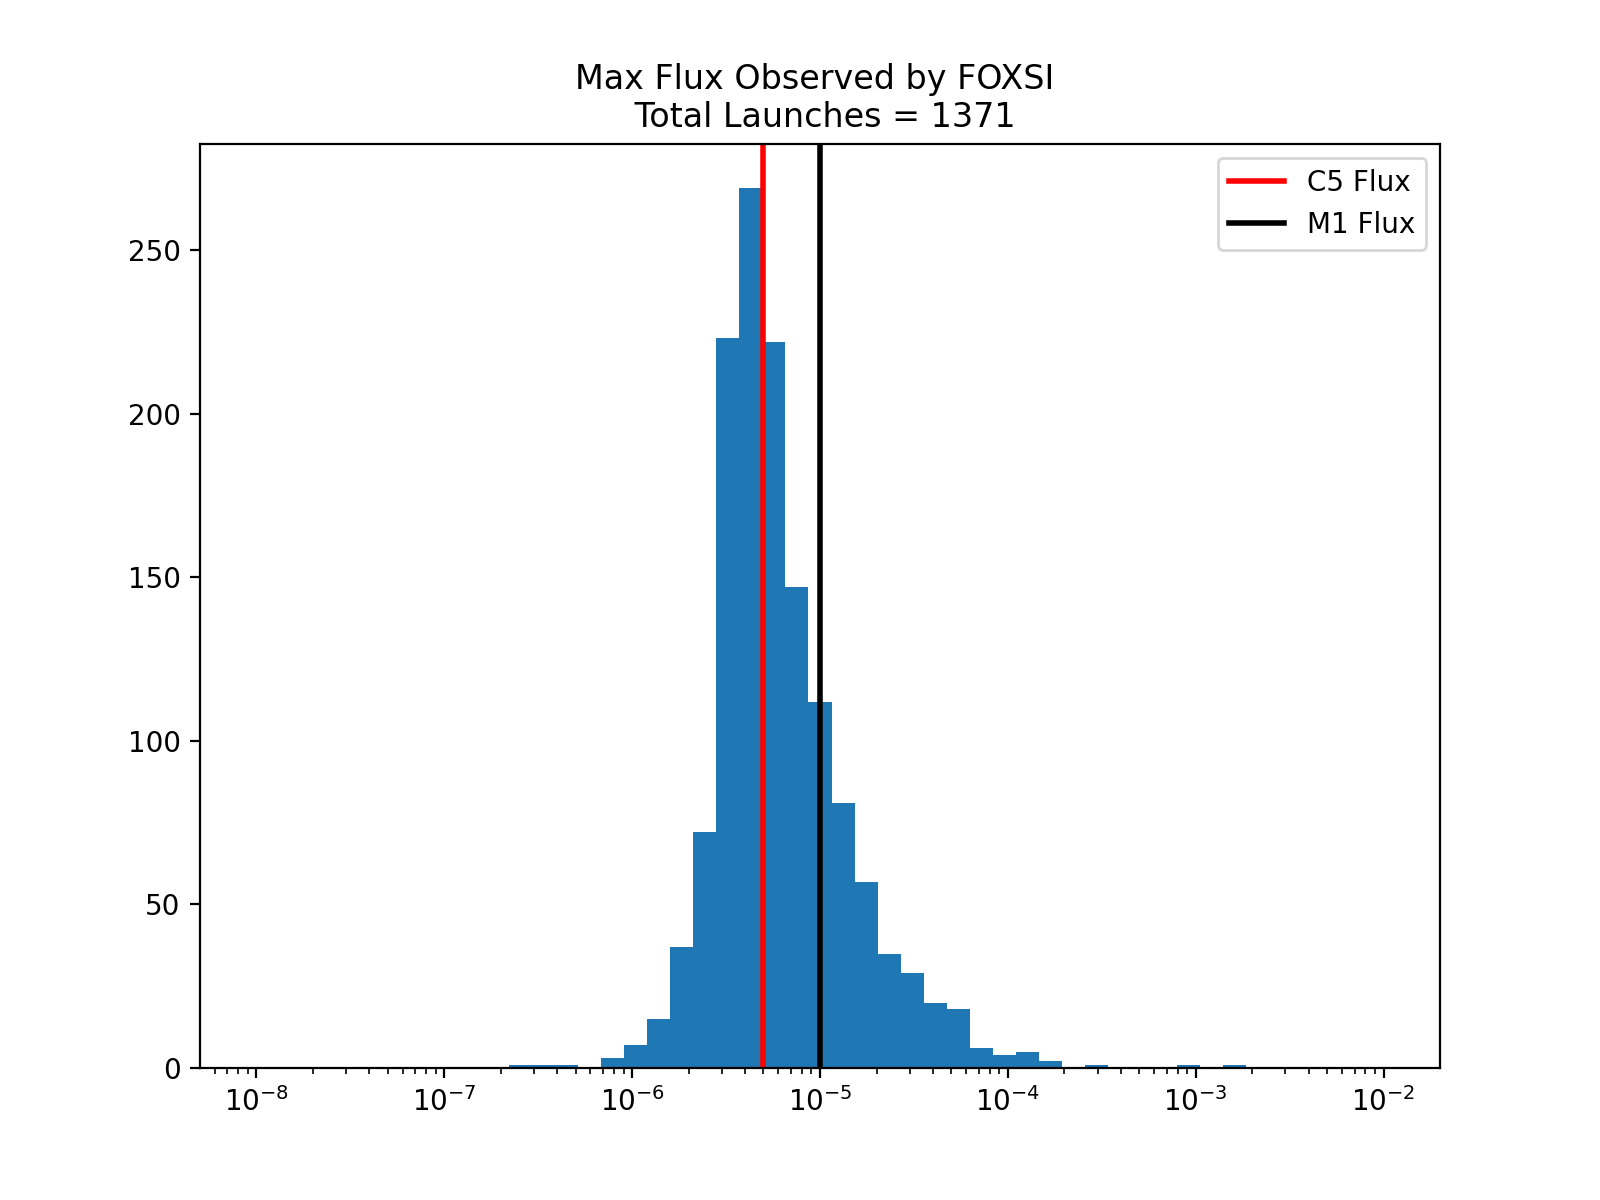 Max Flux Observed by FOXSI
Total Launches = 1371
C5 Flux
M1 Flux
250
200
150
100
50
0
10⁻⁸ 10⁻⁷ 10⁻⁶ 10⁻⁵ 10⁻⁴ 10⁻³ 10⁻²